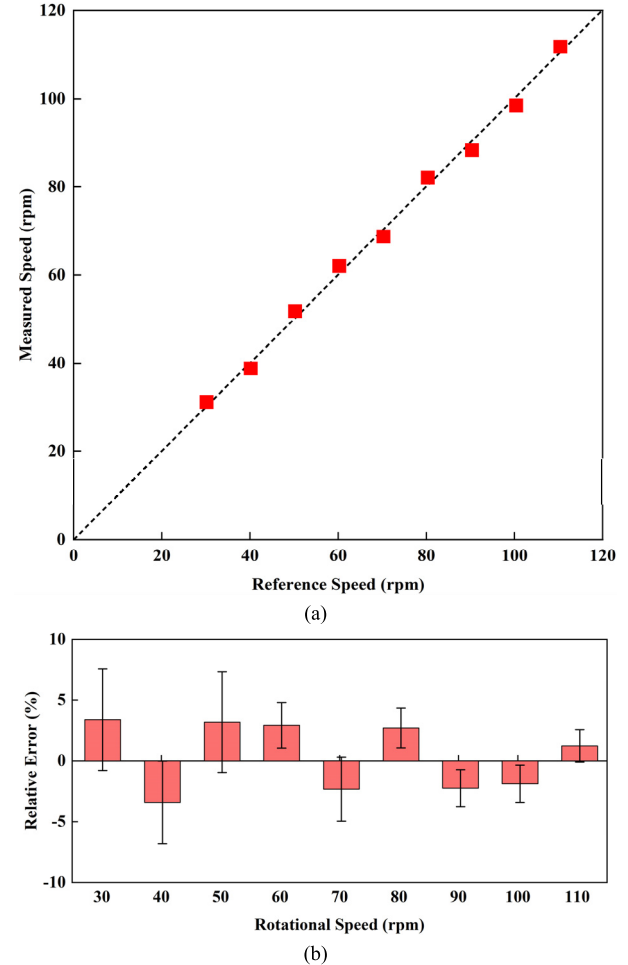 120
100
80
60
40
20
0
Measured Speed (rpm)
0 20 40 60 80 100 120
Reference Speed (rpm)
(a)
10
5
0
-5
-10
Relative Error (%)
30 40 50 60 70 80 90 100 110
Rotational Speed (rpm)
(b)